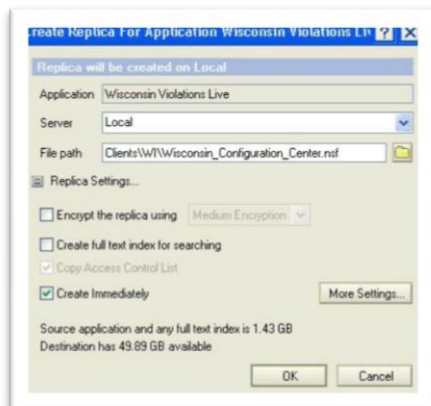 Create Replica For Application Wisconsin Violations Liv
Replica will be created on Local
Application Wisconsin Violations Live
Server Local
File path Clients\WI\Wisconsin_Configuration_Center.nsf
Replica Settings...
Encrypt the replica using Medium Encryption
Create full text index for searching
Copy Access Control List
Create Immediately More Settings...
Source application and any full text index is 1.43 GB
Destination has 49.89 GB available
OK Cancel